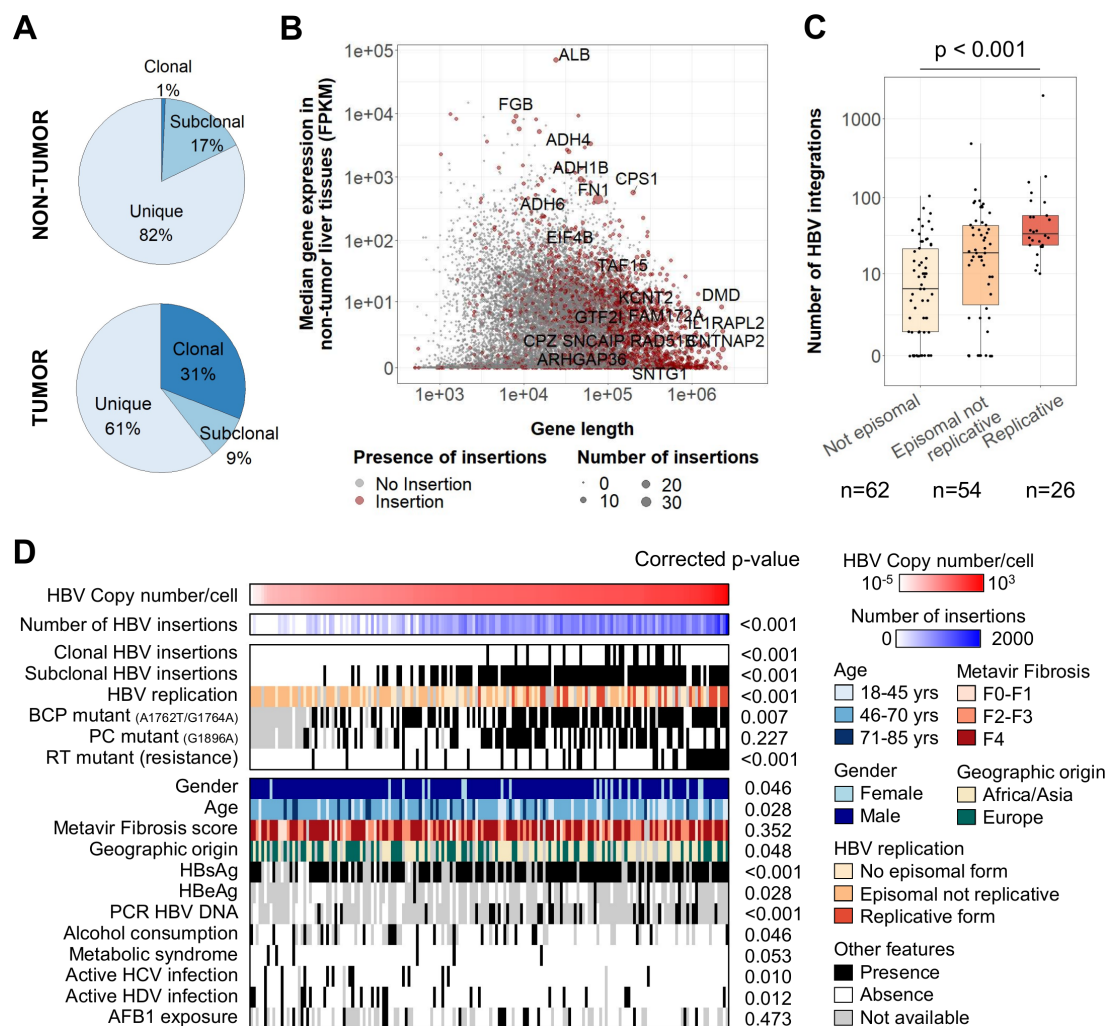 A
NON-TUMOR
Clonal
1%
Subclonal
17%
Unique
82%
TUMOR
Clonal
31%
Unique
61%
Subclonal
9%
B
Median gene expression in
non-tumor liver tissues (FPKM)
1e+05
1e+04
1e+03
1e+02
1e+01
0
ALB
FGB
ADH4
ADH1B
FN1
CPS1
ADH6
EIF4B
TAF15
KCNT2
DMD
GTF2I
FAM172A
IL1RAPL2
CPZ
SNCAIP
RAD51B
CNTNAP2
ARHGAP36
SNTG1
1e+03
1e+04
1e+05
1e+06
Gene length
Presence of insertions
No Insertion
Insertion
Number of insertions
0
20
10
30
C
p < 0.001
Number of HBV integrations
1000
100
10
0
Not episomal
Episomal not
replicative
Replicative
n=62
n=54
n=26
D
Corrected p-value
HBV Copy number/cell
Number of HBV insertions <0.001
Clonal HBV insertions <0.001
Subclonal HBV insertions <0.001
HBV replication <0.001
BCP mutant (A1762T/G1764A) 0.007
PC mutant (G1896A) 0.227
RT mutant (resistance) <0.001
Gender 0.046
Age 0.028
Metavir Fibrosis score 0.352
Geographic origin 0.048
HBsAg <0.001
HBeAg 0.028
PCR HBV DNA <0.001
Alcohol consumption 0.046
Metabolic syndrome 0.053
Active HCV infection 0.010
Active HDV infection 0.012
AFB1 exposure 0.473
HBV Copy number/cell
10-5 103
Number of insertions
0 2000
Age
18-45 yrs
46-70 yrs
71-85 yrs
Metavir Fibrosis
F0-F1
F2-F3
F4
Gender
Female
Male
Geographic origin
Africa/Asia
Europe
HBV replication
No episomal form
Episomal not replicative
Replicative form
Other features
Presence
Absence
Not available